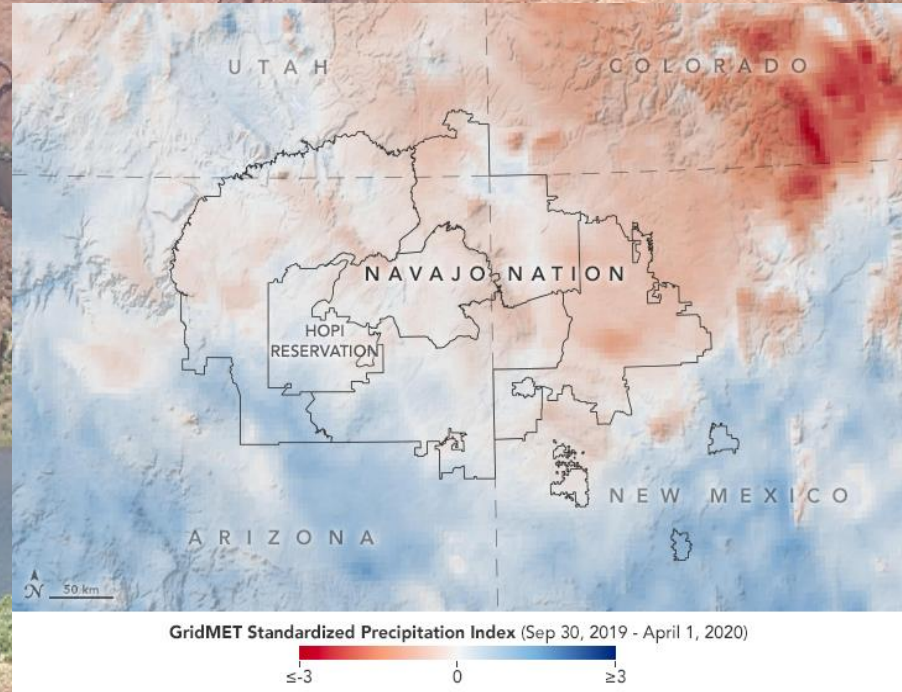 UTAH
COLORADO
NAVAJO NATION
HOPI
RESERVATION
NEW MEXICO
ARIZONA
N 50 km
GridMET Standardized Precipitation Index (Sep 30, 2019 - April 1, 2020)
≤-3 0 ≥3